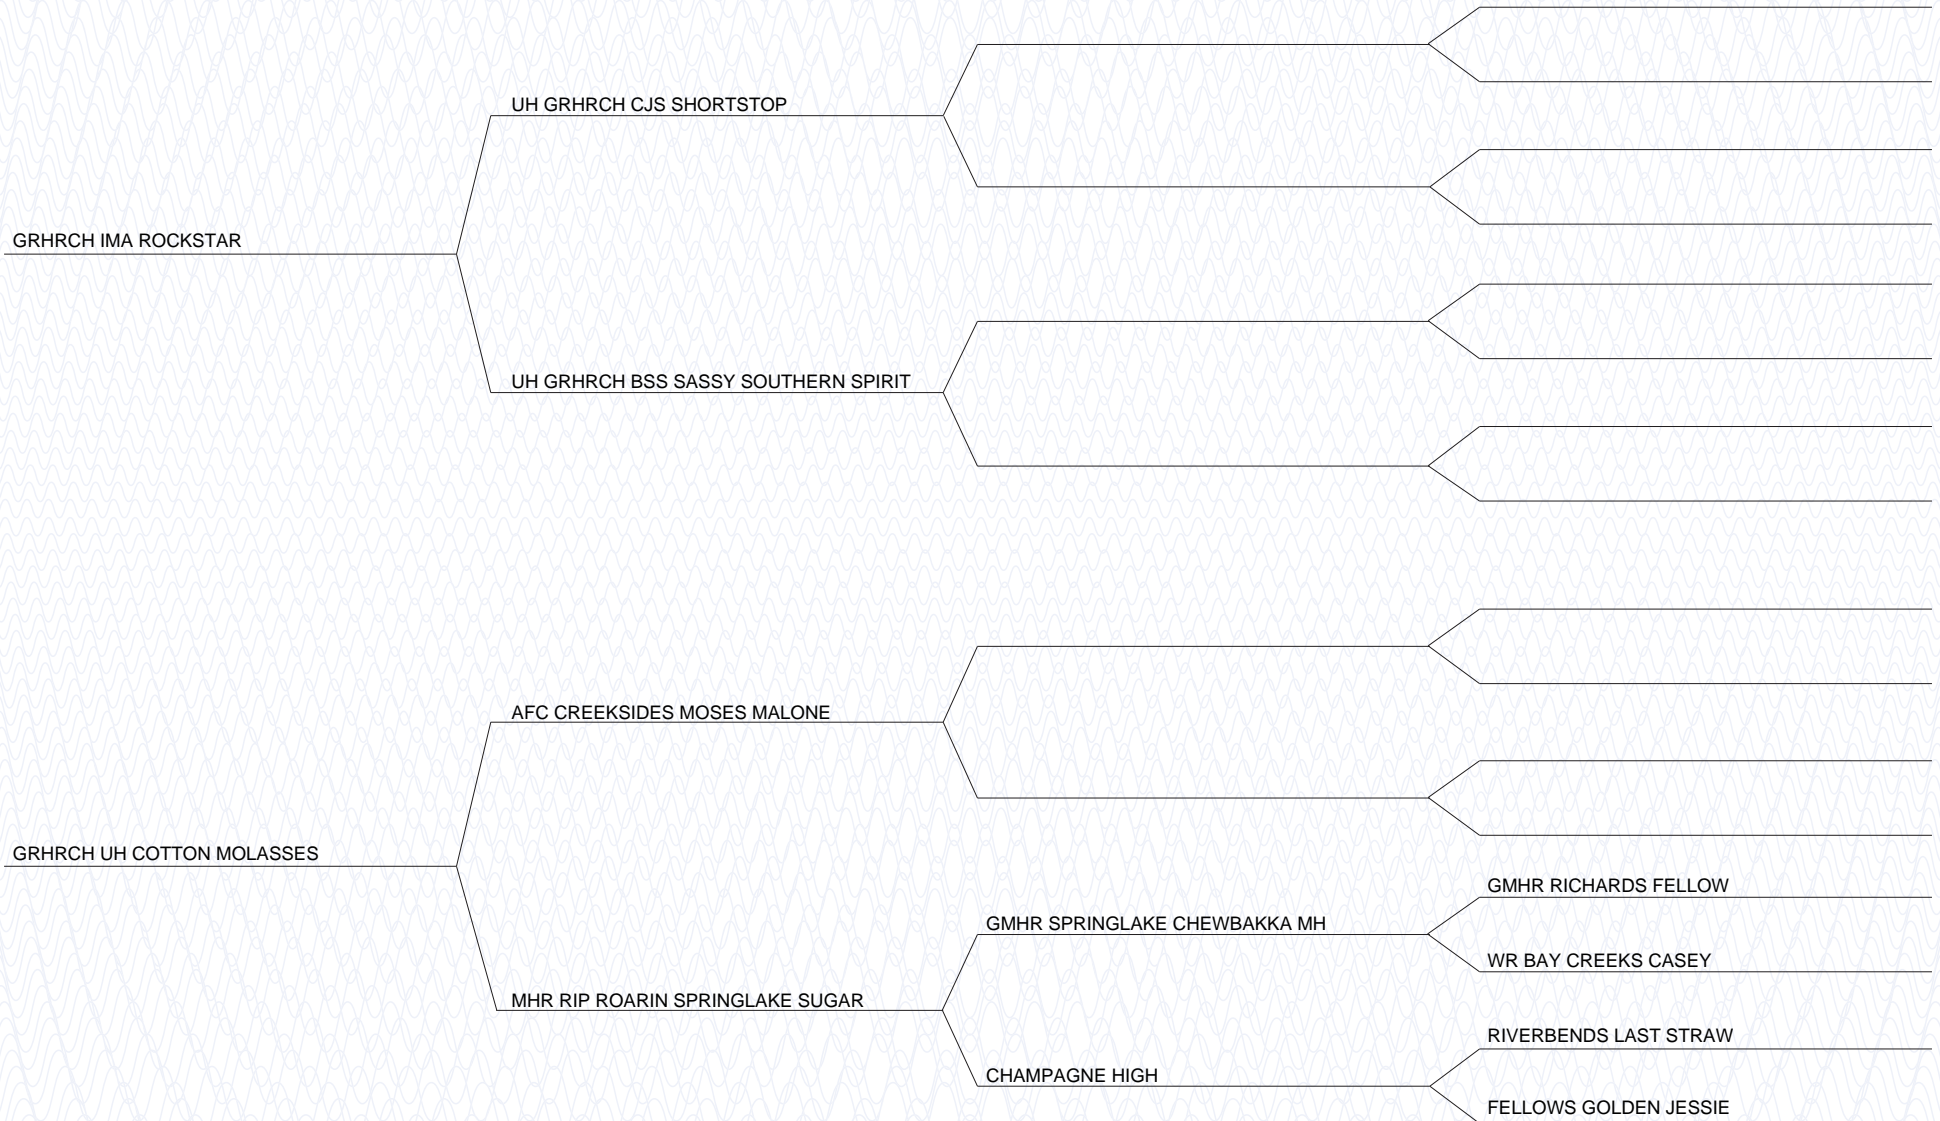 UH GRHRCH CJS SHORTSTOP
GRHRCH IMA ROCKSTAR
UH GRHRCH BSS SASSY SOUTHERN SPIRIT
AFC CREEKSIDES MOSES MALONE
GRHRCH UH COTTON MOLASSES
GMHR RICHARDS FELLOW
GMHR SPRINGLAKE CHEWBAKKA MH
WR BAY CREEKS CASEY
MHR RIP ROARIN SPRINGLAKE SUGAR
RIVERBENDS LAST STRAW
CHAMPAGNE HIGH
FELLOWS GOLDEN JESSIE